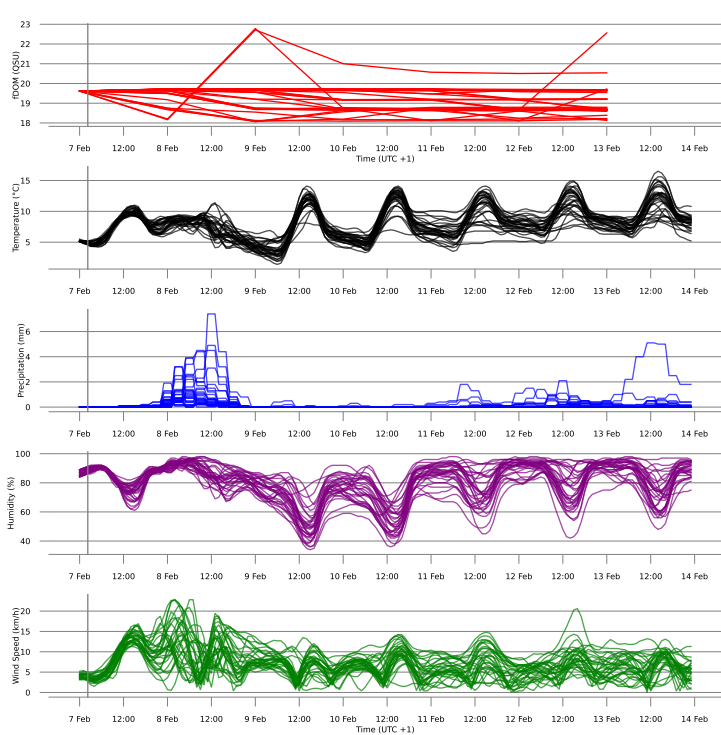 23
22
21
20
19
18
fDOM (QSU)
7 Feb 12:00 8 Feb 12:00 9 Feb 12:00 10 Feb 12:00 11 Feb 12:00 12 Feb 12:00 13 Feb 12:00 14 Feb
Time (UTC +1)
15
10
5
Temperature (°C)
7 Feb 12:00 8 Feb 12:00 9 Feb 12:00 10 Feb 12:00 11 Feb 12:00 12 Feb 12:00 13 Feb 12:00 14 Feb
6
4
2
0
Precipitation (mm)
7 Feb 12:00 8 Feb 12:00 9 Feb 12:00 10 Feb 12:00 11 Feb 12:00 12 Feb 12:00 13 Feb 12:00 14 Feb
100
80
60
40
Humidity (%)
7 Feb 12:00 8 Feb 12:00 9 Feb 12:00 10 Feb 12:00 11 Feb 12:00 12 Feb 12:00 13 Feb 12:00 14 Feb
20
15
10
5
0
Wind Speed (km/h)
7 Feb 12:00 8 Feb 12:00 9 Feb 12:00 10 Feb 12:00 11 Feb 12:00 12 Feb 12:00 13 Feb 12:00 14 Feb
Time (UTC +1)